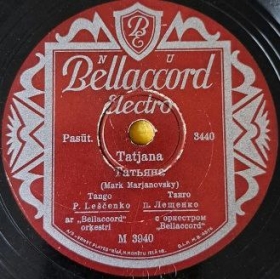 N U
Bellaccord
Electro
Pasūt. 3440
Tatjana
Татьяна
(Mark Marjanovsky)
Tango Танго
P. Leščenko П. Лещенко
ar „Bellaccord" с оркестром
orķestri „Bellaccord"
M 3940